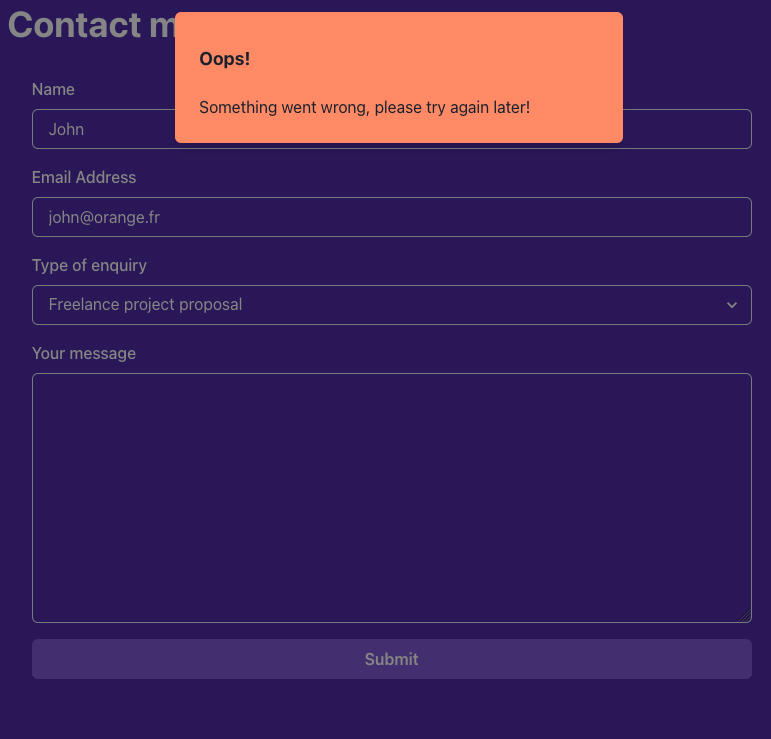 Contact m
Oops!
Something went wrong, please try again later!
Name
John
Email Address
john@orange.fr
Type of enquiry
Freelance project proposal
Your message
Submit